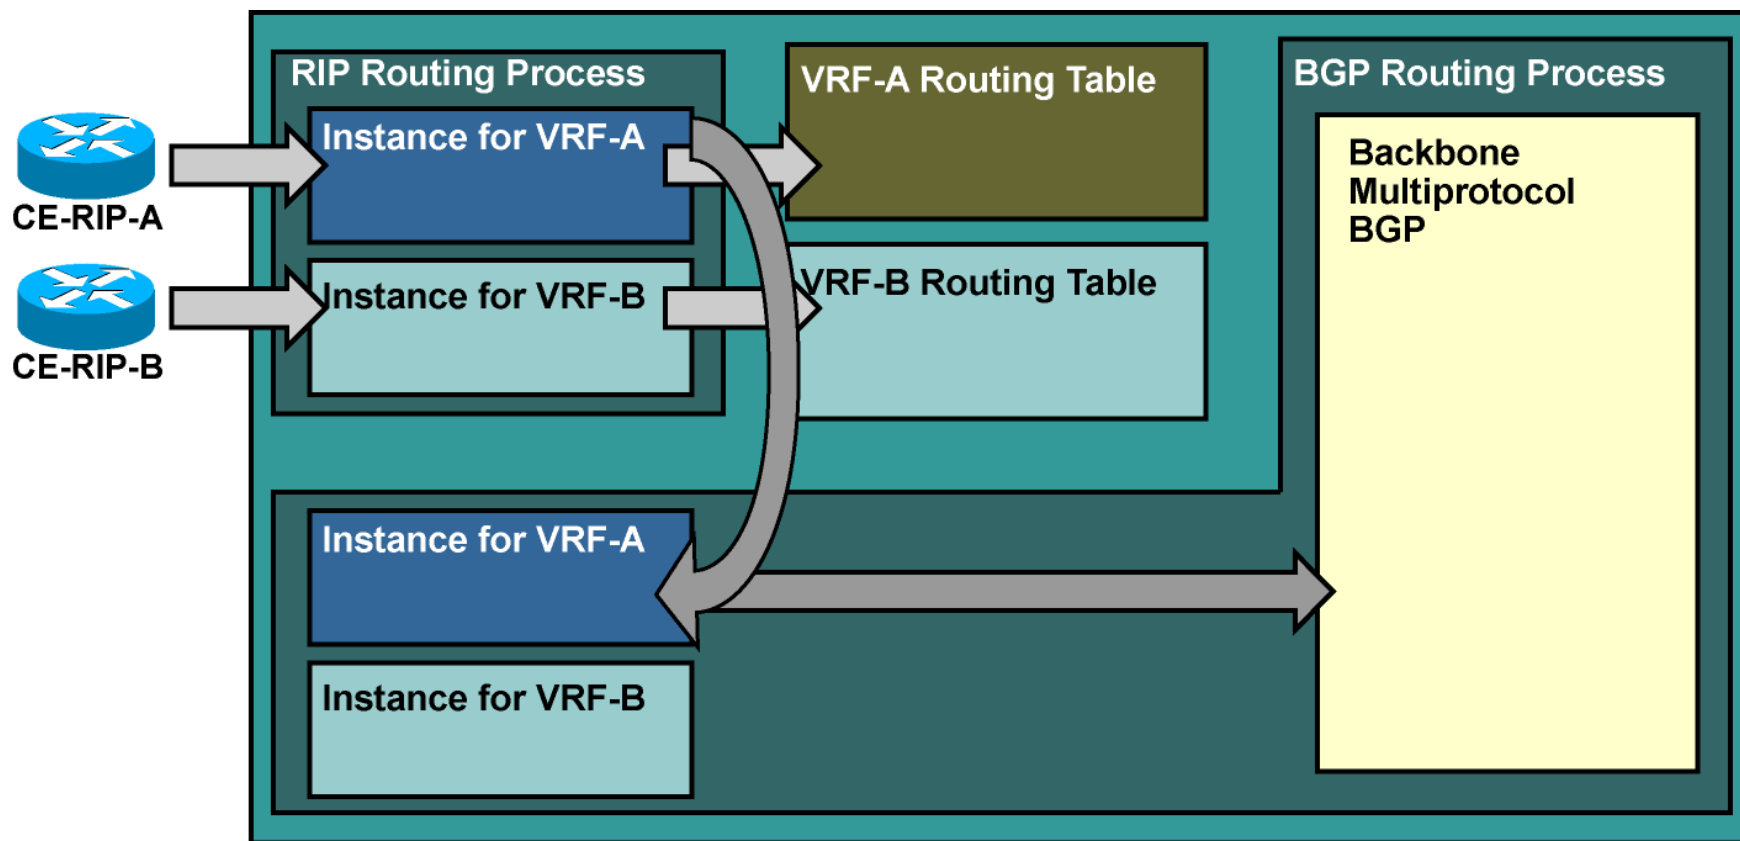 RIP Routing Process
VRF-A Routing Table
BGP Routing Process
Instance for VRF-A
CE-RIP-A
Instance for VRF-B
CE-RIP-B
VRF-B Routing Table
Backbone
Multiprotocol
BGP
Instance for VRF-A
Instance for VRF-B